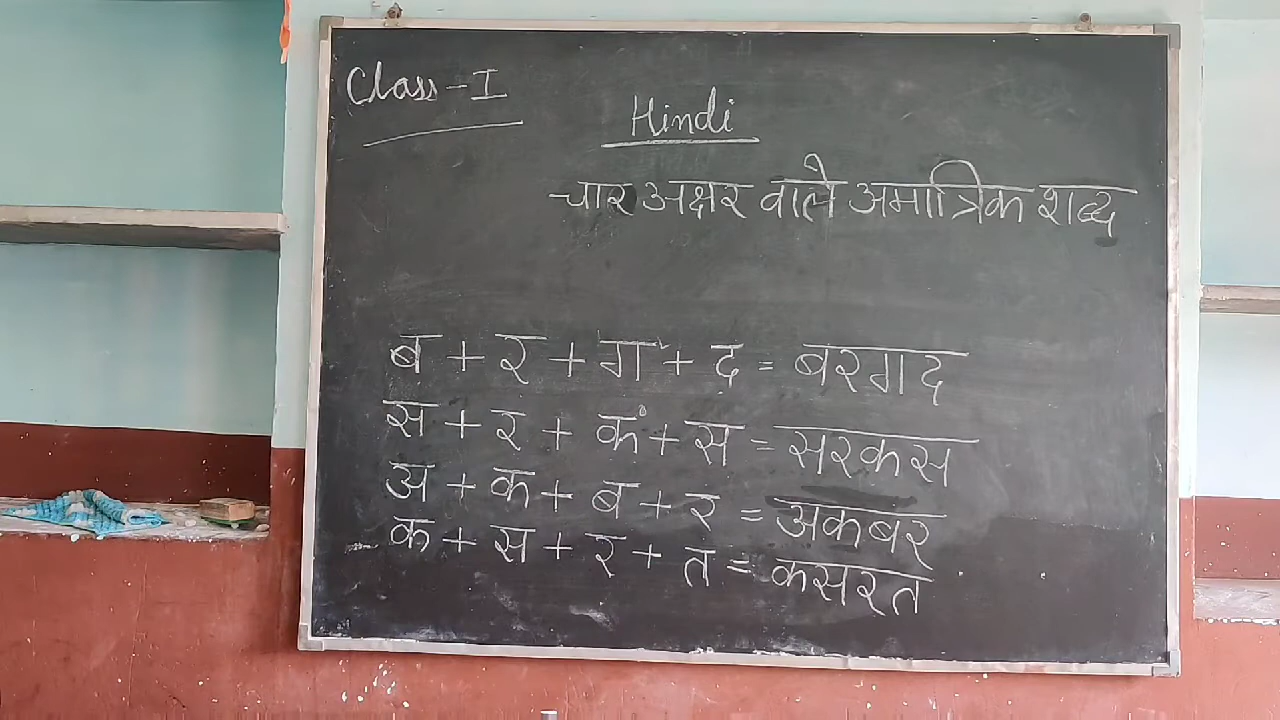 Class-I
Hindi
चार अक्षर वाले अमात्रिक शब्द
ब + र + ग + द = बरगद
स + र + क + स = सरकस
अ + क + ब + र = अकबर
क + स + र + त = कसरत